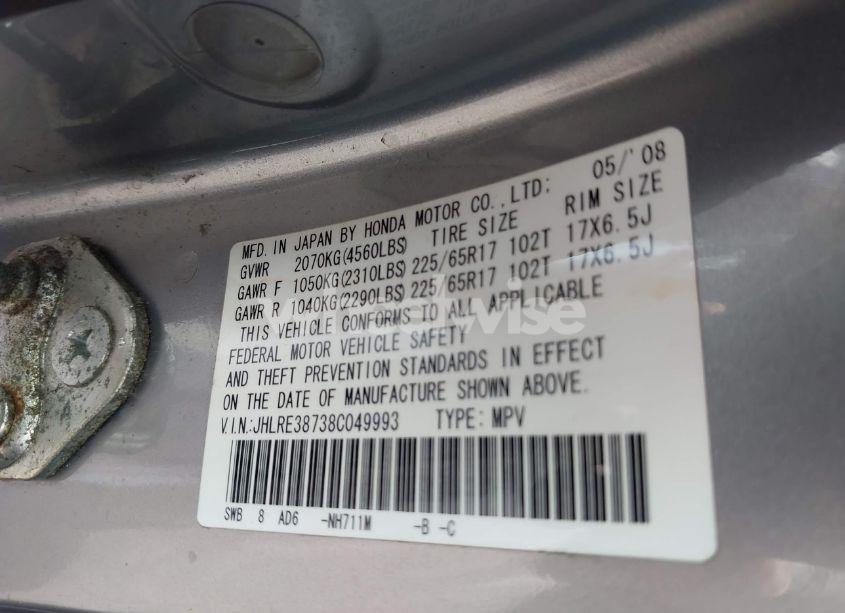 MFD. IN JAPAN BY HONDA MOTOR CO., LTD: 05/'08
GVWR 2070KG(4560LBS) TIRE SIZE RIM SIZE
GAWR F 1050KG(2310LBS) 225/65R17 102T 17X6.5J
GAWR R 1040KG(2290LBS) 225/65R17 102T 17X6.5J
THIS VEHICLE CONFORMS TO ALL APPLICABLE
FEDERAL MOTOR VEHICLE SAFETY
AND THEFT PREVENTION STANDARDS IN EFFECT
ON THE DATE OF MANUFACTURE SHOWN ABOVE.
V.I.N.:JHLRE38738C049993 TYPE: MPV
SWB 8 AD6 -NH711M -B -C